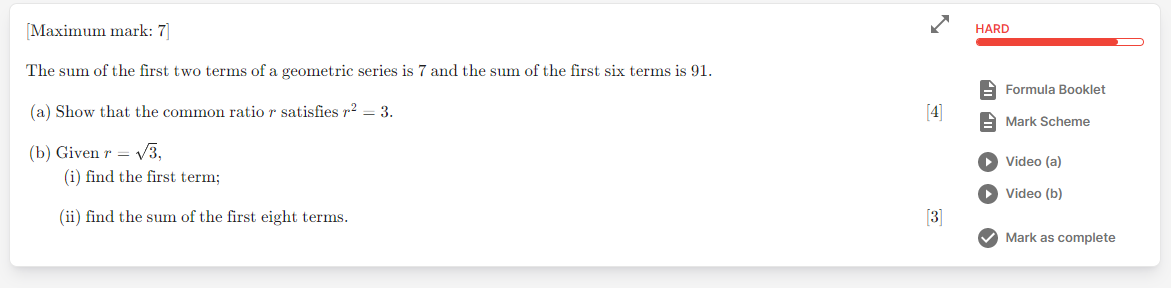 [Maximum mark: 7]
HARD
The sum of the first two terms of a geometric series is 7 and the sum of the first six terms is 91.
Formula Booklet
(a) Show that the common ratio r satisfies r² = 3. [4]
Mark Scheme
(b) Given r = √3,
Video (a)
(i) find the first term;
Video (b)
(ii) find the sum of the first eight terms. [3]
Mark as complete